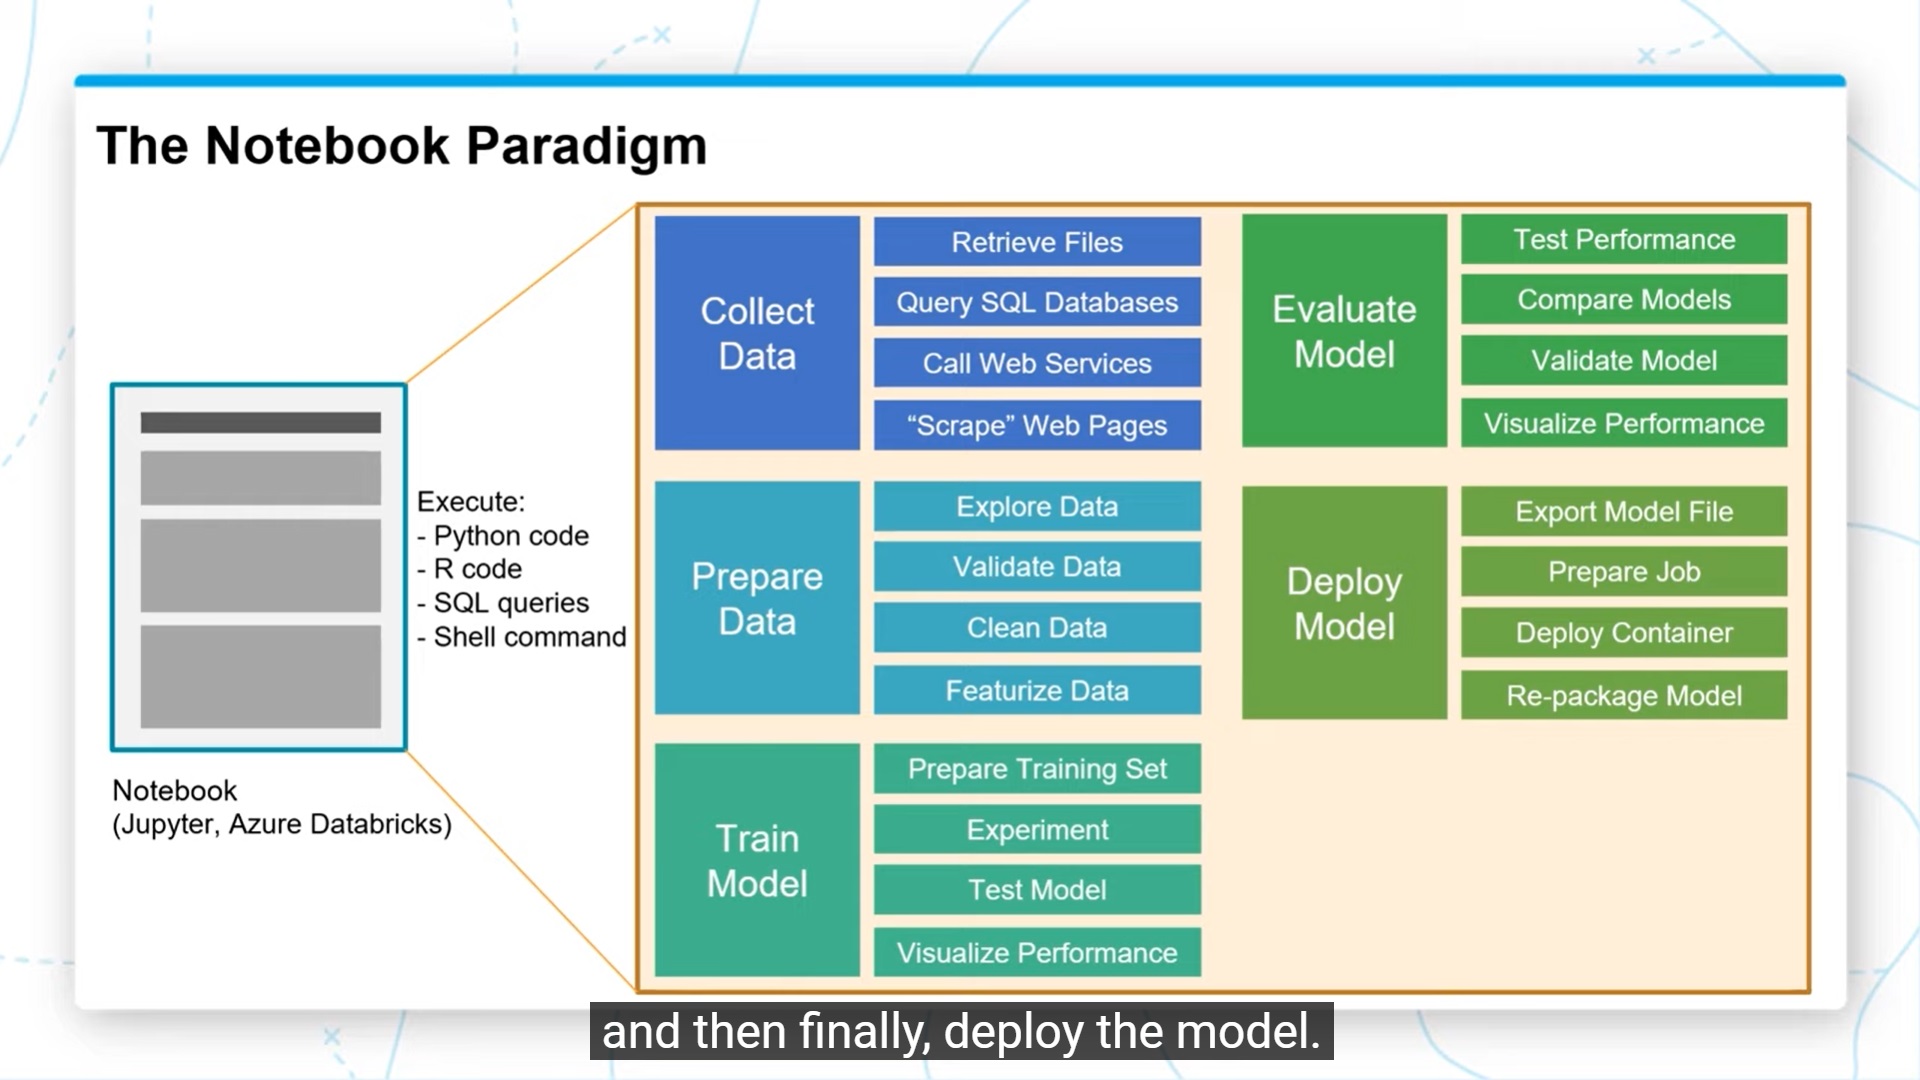 The Notebook Paradigm
Execute:
- Python code
- R code
- SQL queries
- Shell command
Notebook
(Jupyter, Azure Databricks)
Collect
Data
Retrieve Files
Query SQL Databases
Call Web Services
“Scrape” Web Pages
Prepare
Data
Explore Data
Validate Data
Clean Data
Featurize Data
Train
Model
Prepare Training Set
Experiment
Test Model
Visualize Performance
Evaluate
Model
Test Performance
Compare Models
Validate Model
Visualize Performance
Deploy
Model
Export Model File
Prepare Job
Deploy Container
Re-package Model
and then finally, deploy the model.